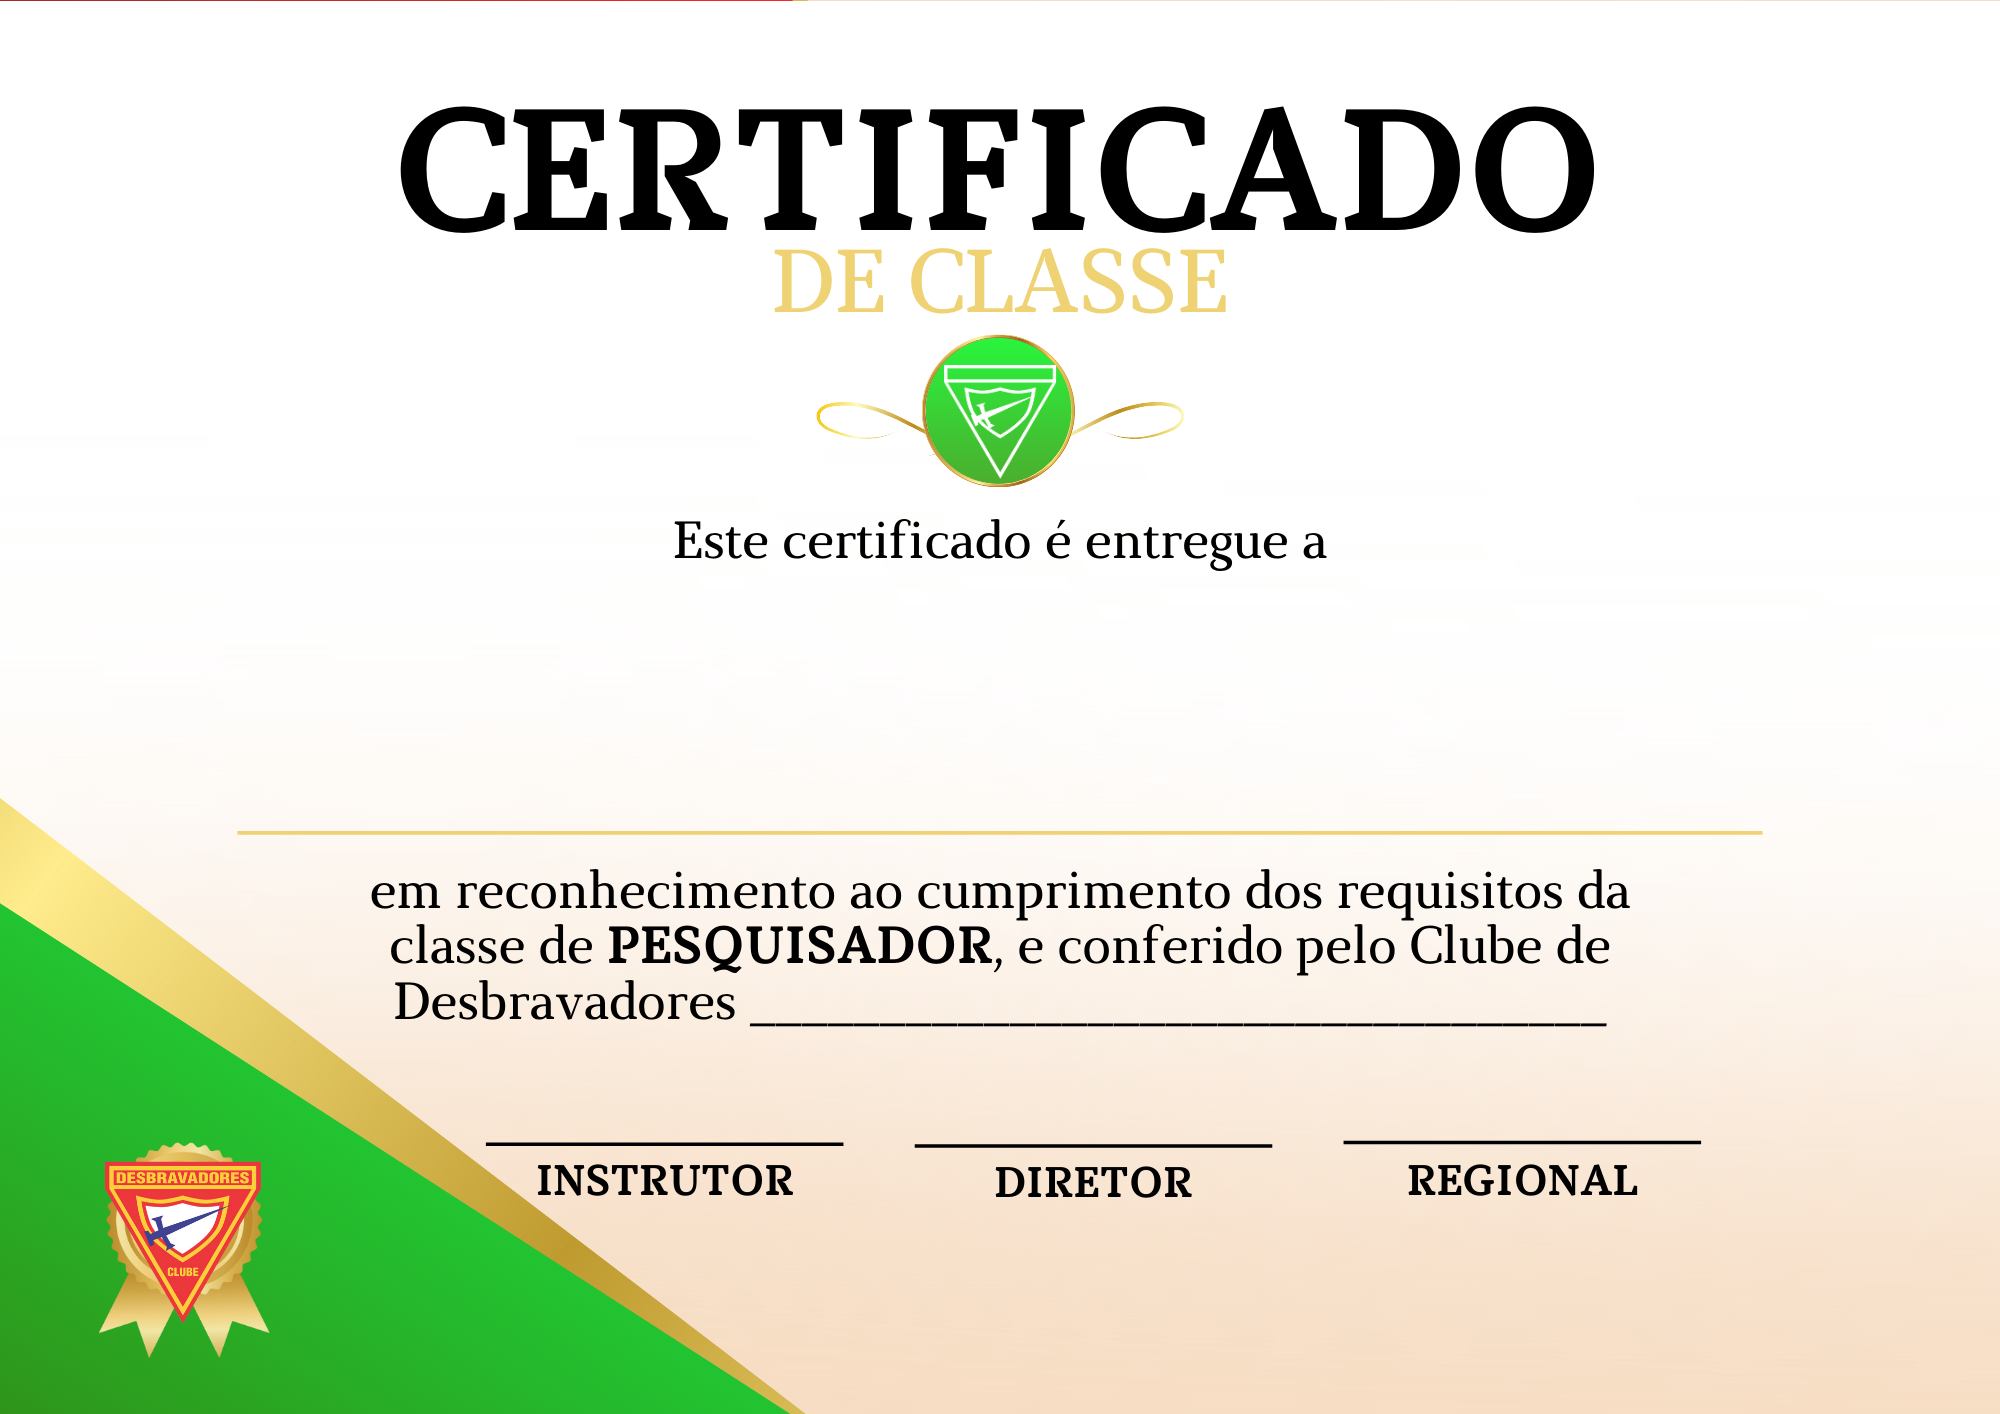 CERTIFICADO
DE CLASSE
Este certificado é entregue a
em reconhecimento ao cumprimento dos requisitos da
classe de PESQUISADOR, e conferido pelo Clube de
Desbravadores _________________________________
INSTRUTOR
DIRETOR
REGIONAL
DESBRAVADORES
CLUBE